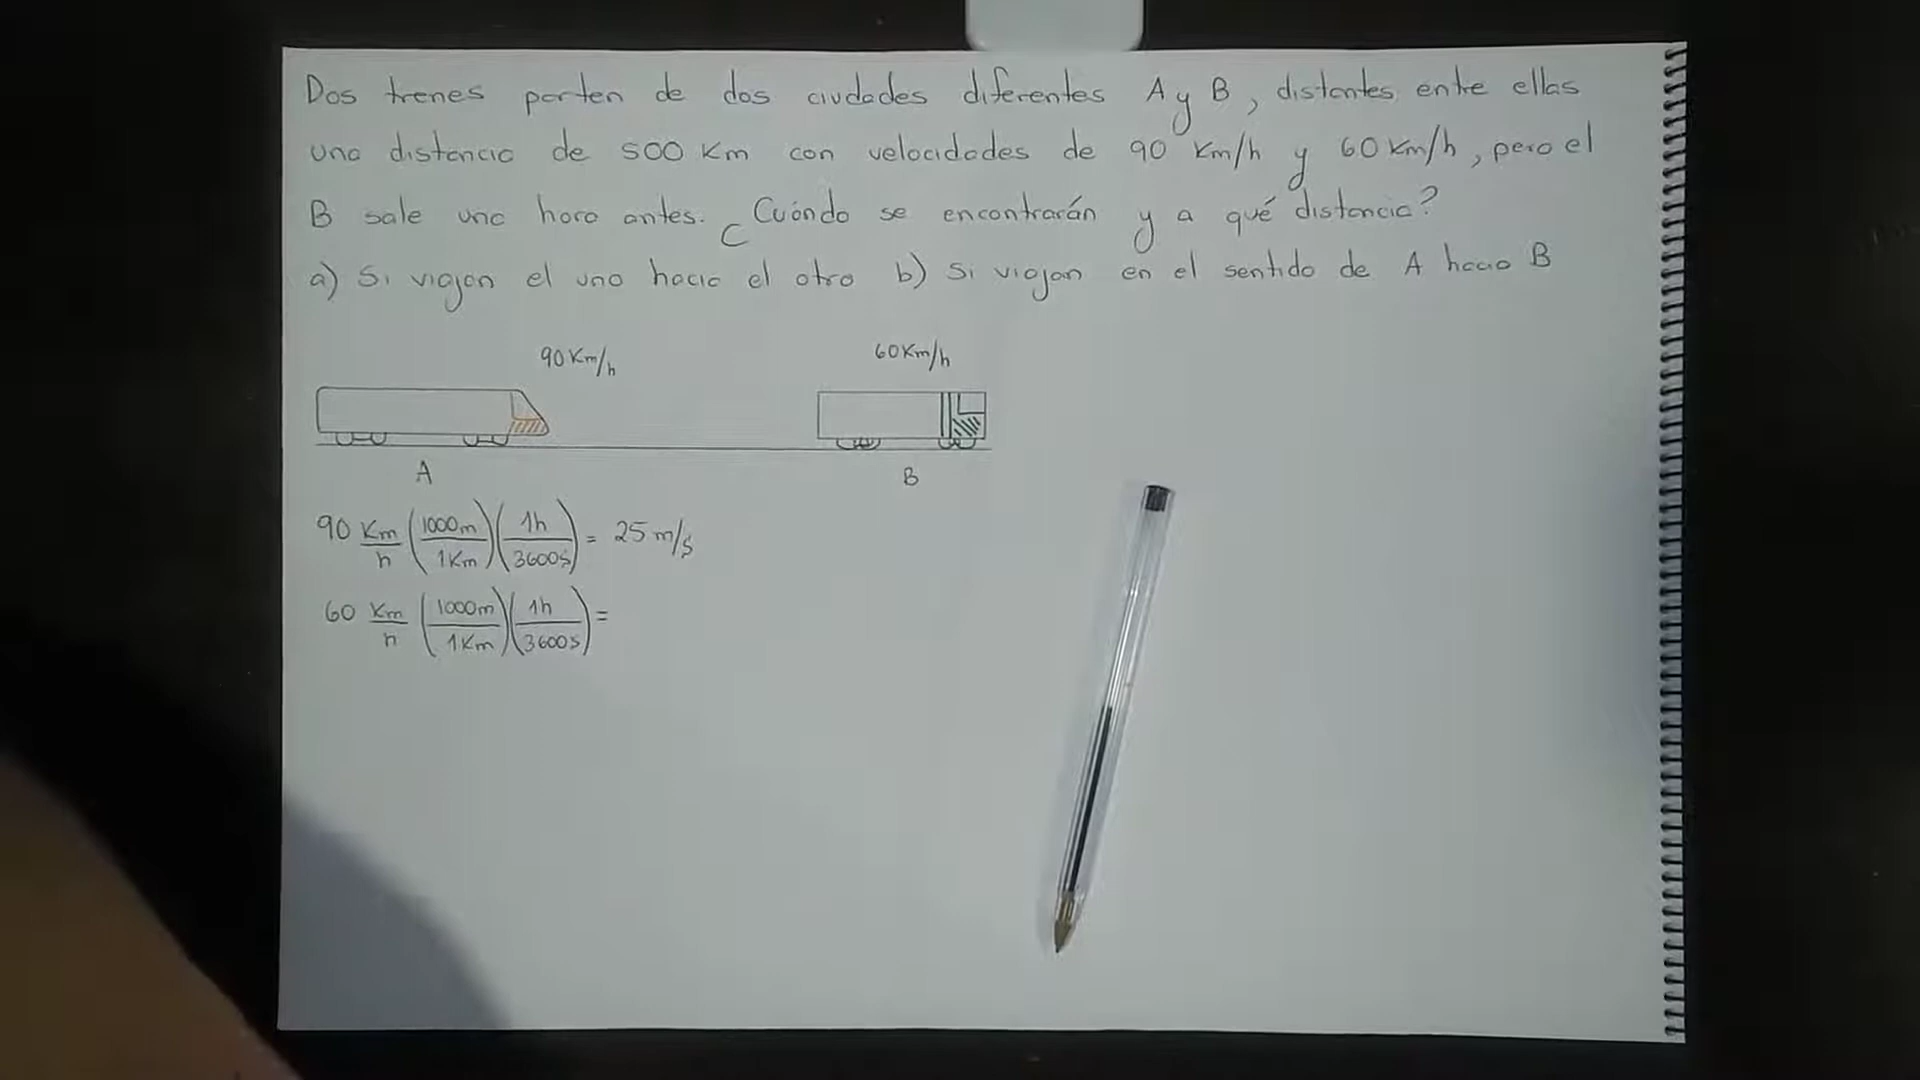 Dos trenes parten de dos ciudades diferentes A y B, distantes entre ellas
una distancia de 500 Km con velocidades de 90 Km/h y 60 Km/h, pero el
B sale una hora antes. ¿Cuándo se encontrarán y a qué distancia?
a) Si viajan el uno hacia el otro b) Si viajan en el sentido de A hacia B
90 Km/h 60 Km/h
A B
90 Km/h (1000m/1Km)(1h/3600s) = 25 m/s
60 Km/h (1000m/1Km)(1h/3600s) =